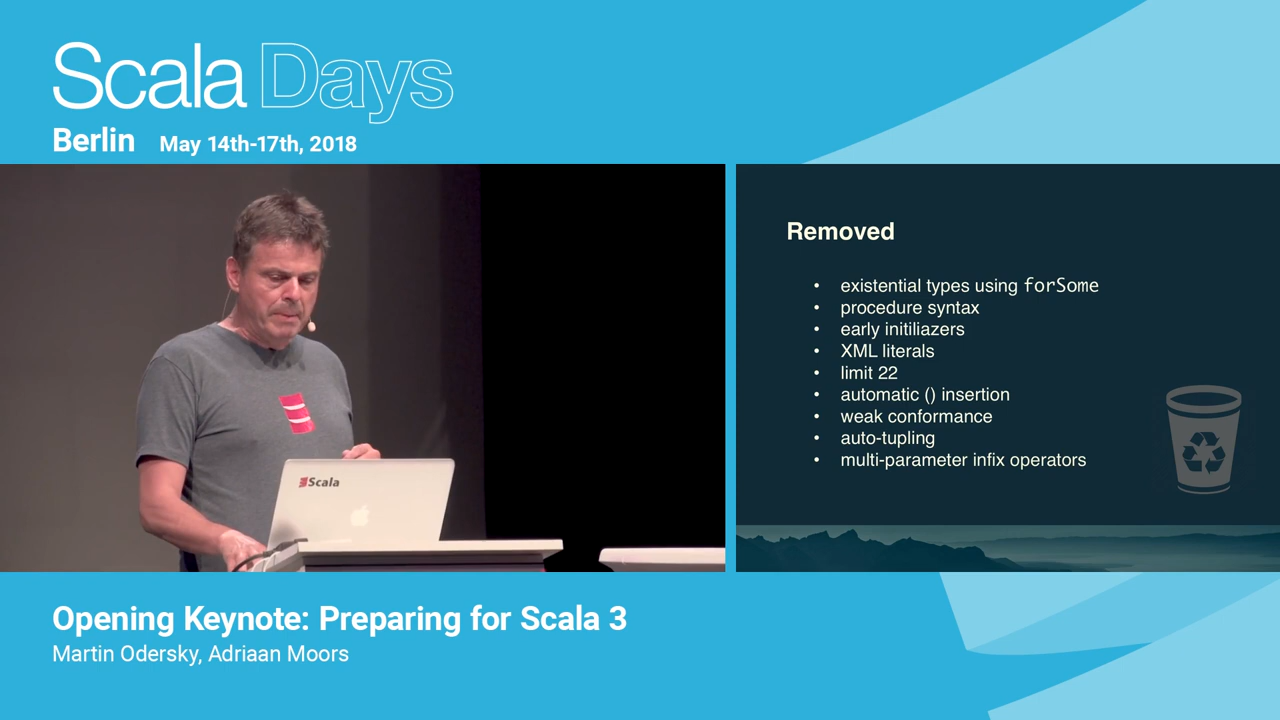 Scala Days
Berlin May 14th-17th, 2018
Removed
• existential types using forSome
• procedure syntax
• early initiliazers
• XML literals
• limit 22
• automatic () insertion
• weak conformance
• auto-tupling
• multi-parameter infix operators
Scala
Opening Keynote: Preparing for Scala 3
Martin Odersky, Adriaan Moors